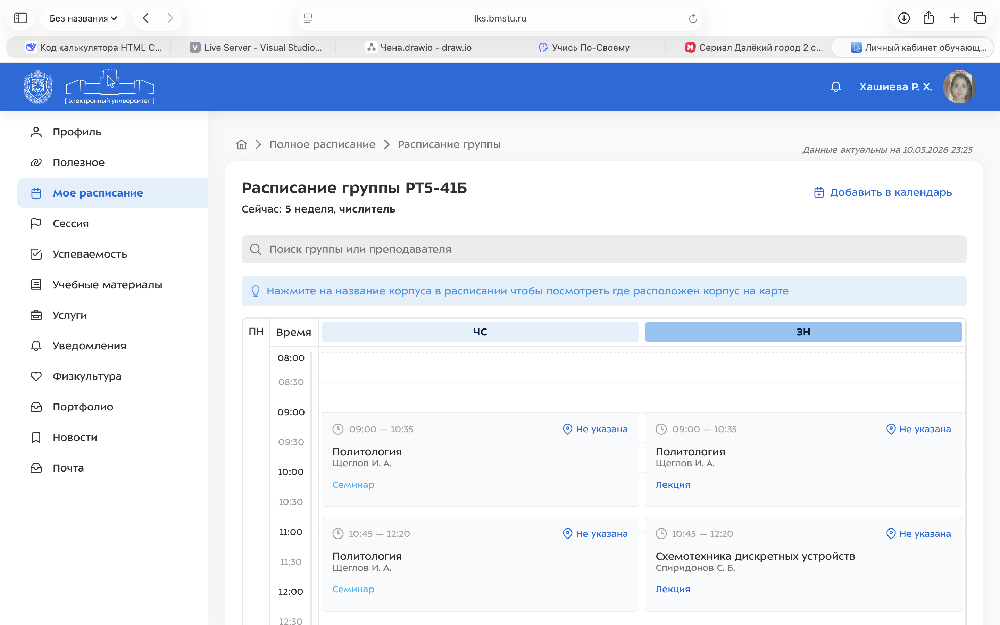 Без названия
lks.bmstu.ru
Код калькулятора HTML C...
Live Server - Visual Studio...
Чена.drawio - draw.io
Учись По-Своему
Сериал Далёкий город 2 с...
Личный кабинет обучающ...
1830
[ электронный университет ]
Хашиева Р. Х.
Профиль
Полезное
Мое расписание
Сессия
Успеваемость
Учебные материалы
Услуги
Уведомления
Физкультура
Портфолио
Новости
Почта
Полное расписание
Расписание группы
Данные актуальны на 10.03.2026 23:25
Расписание группы РТ5-41Б
Добавить в календарь
Сейчас: 5 неделя, числитель
Поиск группы или преподавателя
Нажмите на название корпуса в расписании чтобы посмотреть где расположен корпус на карте
ПН
Время
ЧС
ЗН
08:00
08:30
09:00
09:30
10:00
10:30
11:00
11:30
12:00
12:30
09:00 — 10:35
Не указана
Политология
Щеглов И. А.
Семинар
09:00 — 10:35
Не указана
Политология
Щеглов И. А.
Лекция
10:45 — 12:20
Не указана
Политология
Щеглов И. А.
Семинар
10:45 — 12:20
Не указана
Схемотехника дискретных устройств
Спиридонов С. Б.
Лекция